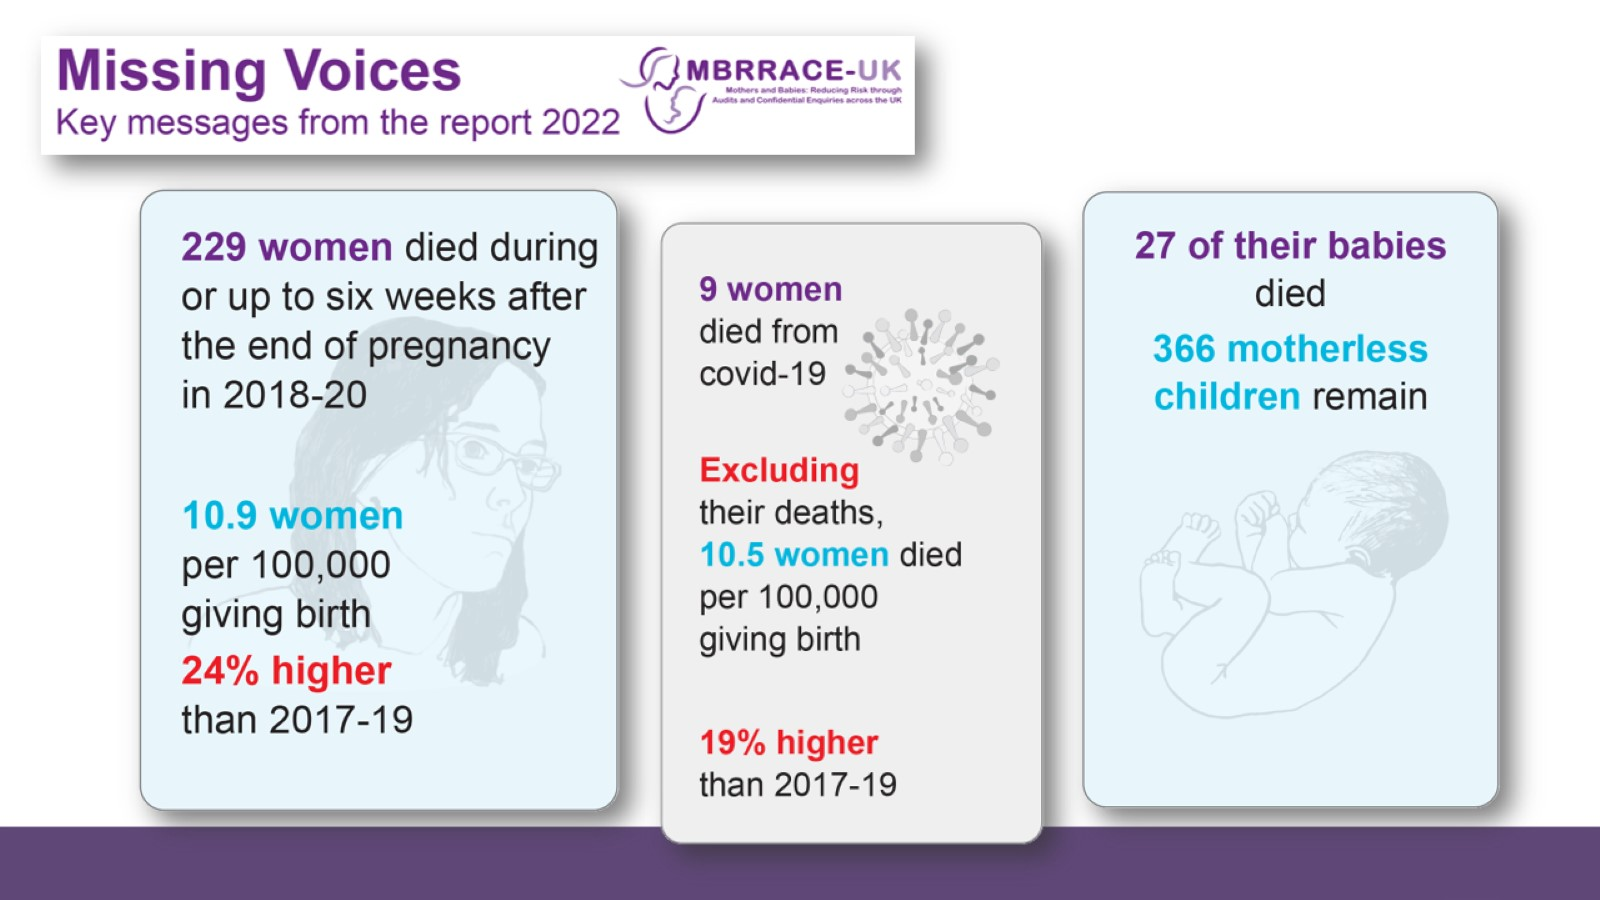 Missing Voices
Key messages from the report 2022
MBRRACE-UK
Mothers and Babies: Reducing Risk through
Audits and Confidential Enquiries across the UK
229 women died during
or up to six weeks after
the end of pregnancy
in 2018-20
10.9 women
per 100,000
giving birth
24% higher
than 2017-19
9 women
died from
covid-19
Excluding
their deaths,
10.5 women died
per 100,000
giving birth
19% higher
than 2017-19
27 of their babies
died
366 motherless
children remain